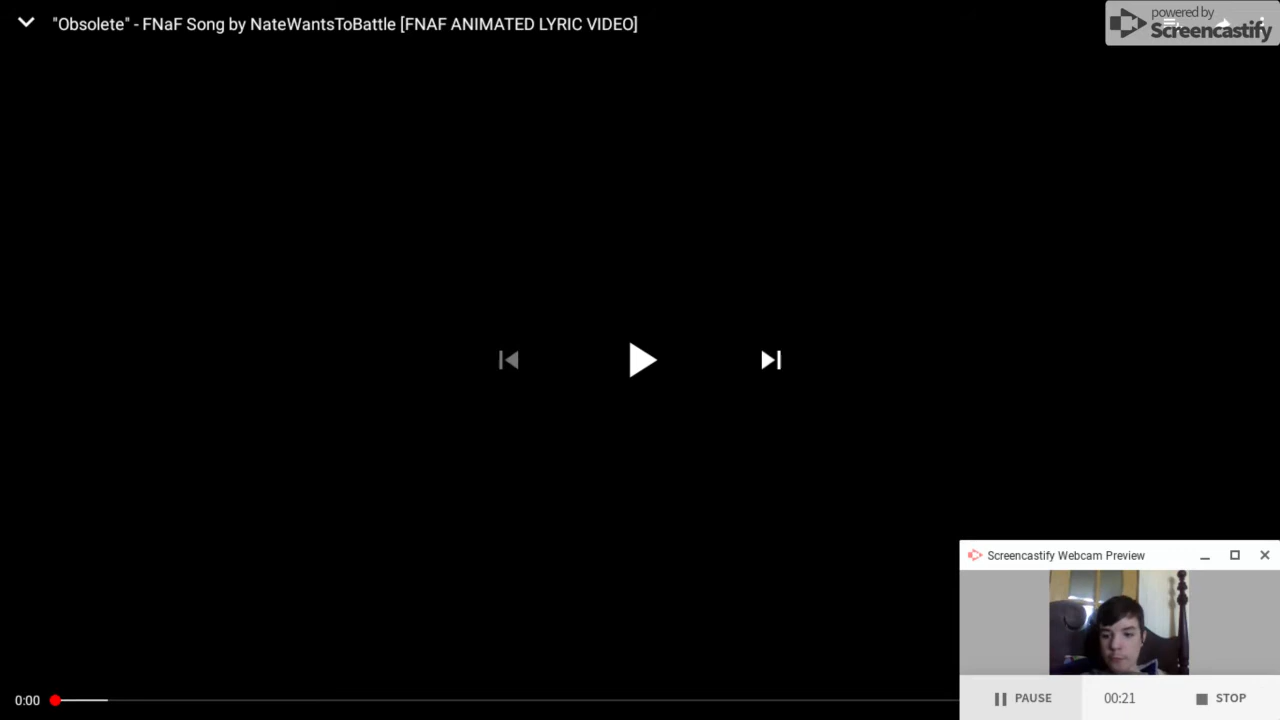 "Obsolete" - FNaF Song by NateWantsToBattle [FNAF ANIMATED LYRIC VIDEO]
powered by
Screencastify
Screencastify Webcam Preview
0:00
PAUSE
00:21
STOP